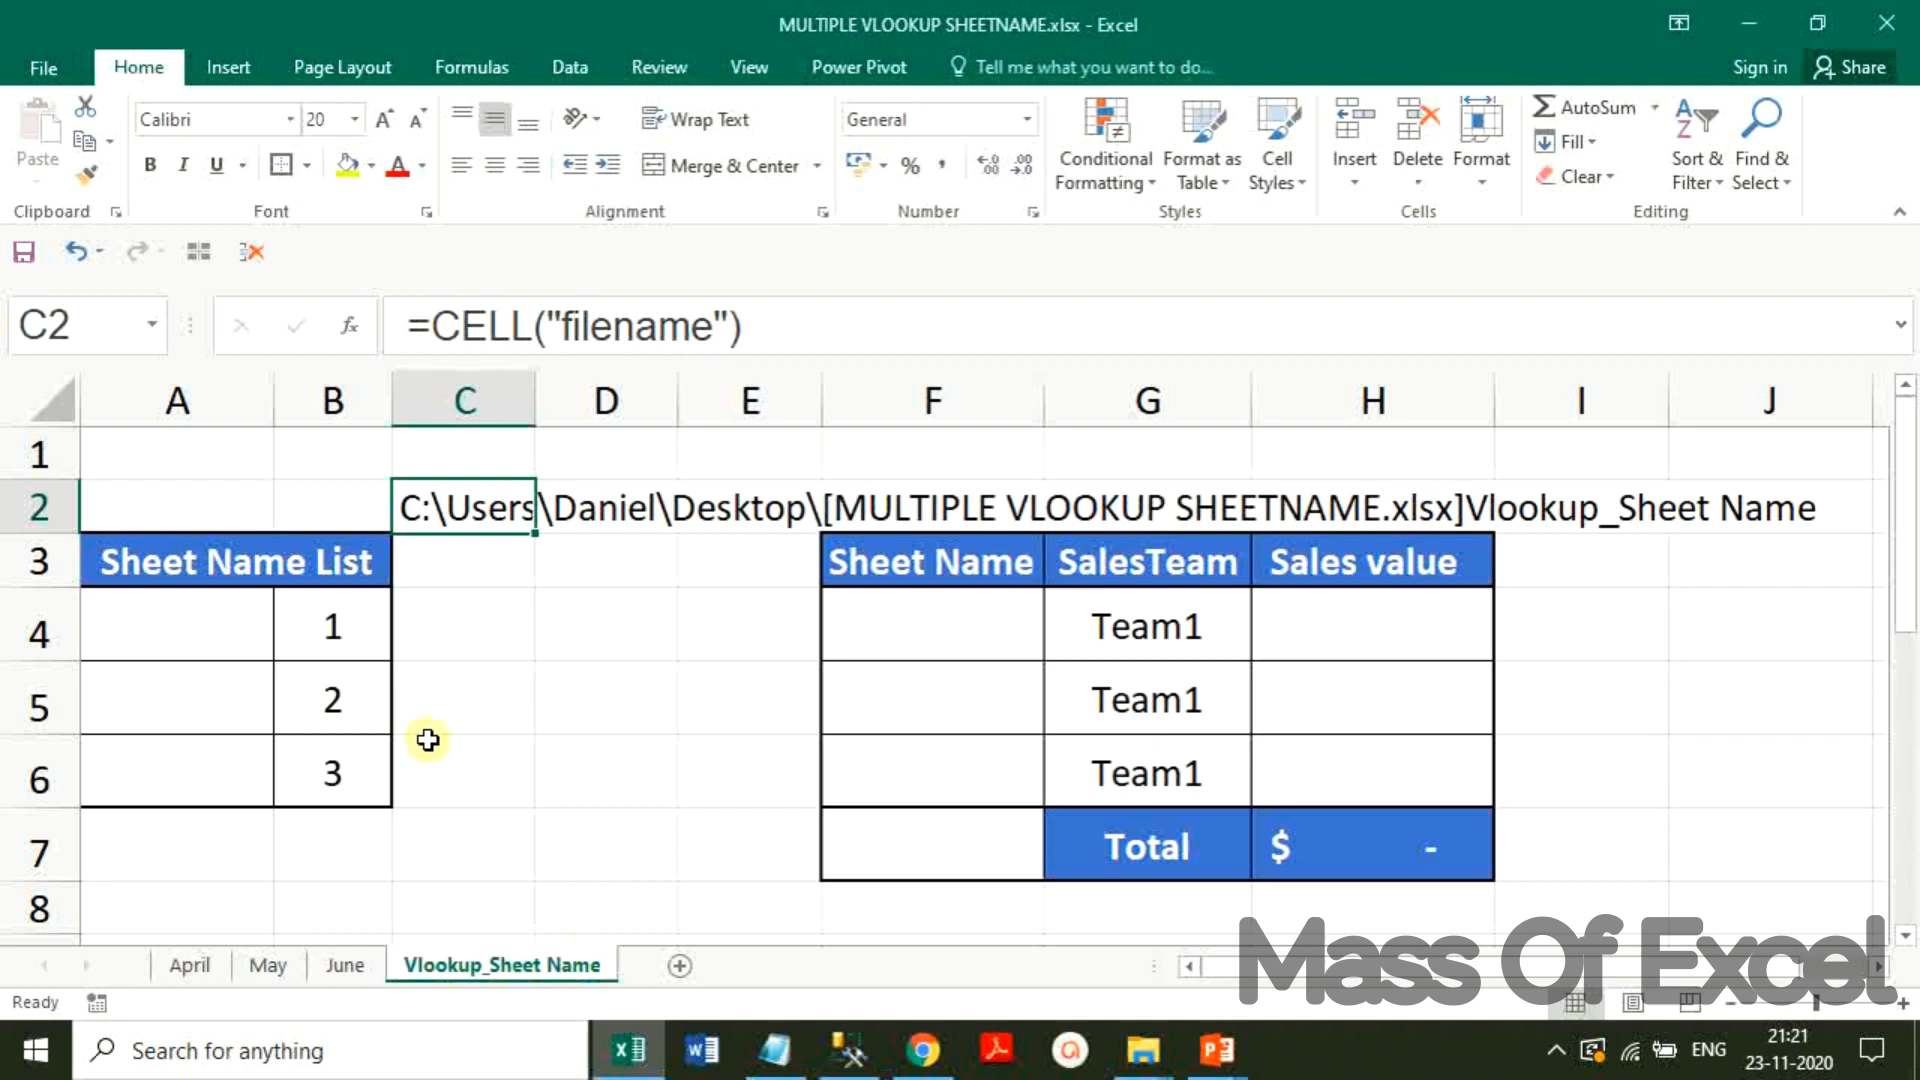 MULTIPLE VLOOKUP SHEETNAME.xlsx - Excel
File Home Insert Page Layout Formulas Data Review View Power Pivot Tell me what you want to do... Sign in Share
Paste
Clipboard
Calibri 20
B I U A
Font
Wrap Text
Merge & Center
Alignment
General
%
Number
Conditional Formatting
Format as Table
Cell Styles
Styles
Insert Delete Format
Cells
AutoSum
Fill
Clear
Sort & Filter
Find & Select
Editing
C2 fx =CELL("filename")
A B C D E F G H I J
1
2 C:\Users\Daniel\Desktop\[MULTIPLE VLOOKUP SHEETNAME.xlsx]Vlookup_Sheet Name
3 Sheet Name List Sheet Name SalesTeam Sales value
4 1 Team1
5 2 Team1
6 3 Team1
7 Total $ -
8
Mass Of Excel
April May June Vlookup_Sheet Name
Ready
Search for anything
ENG
21:21
23-11-2020